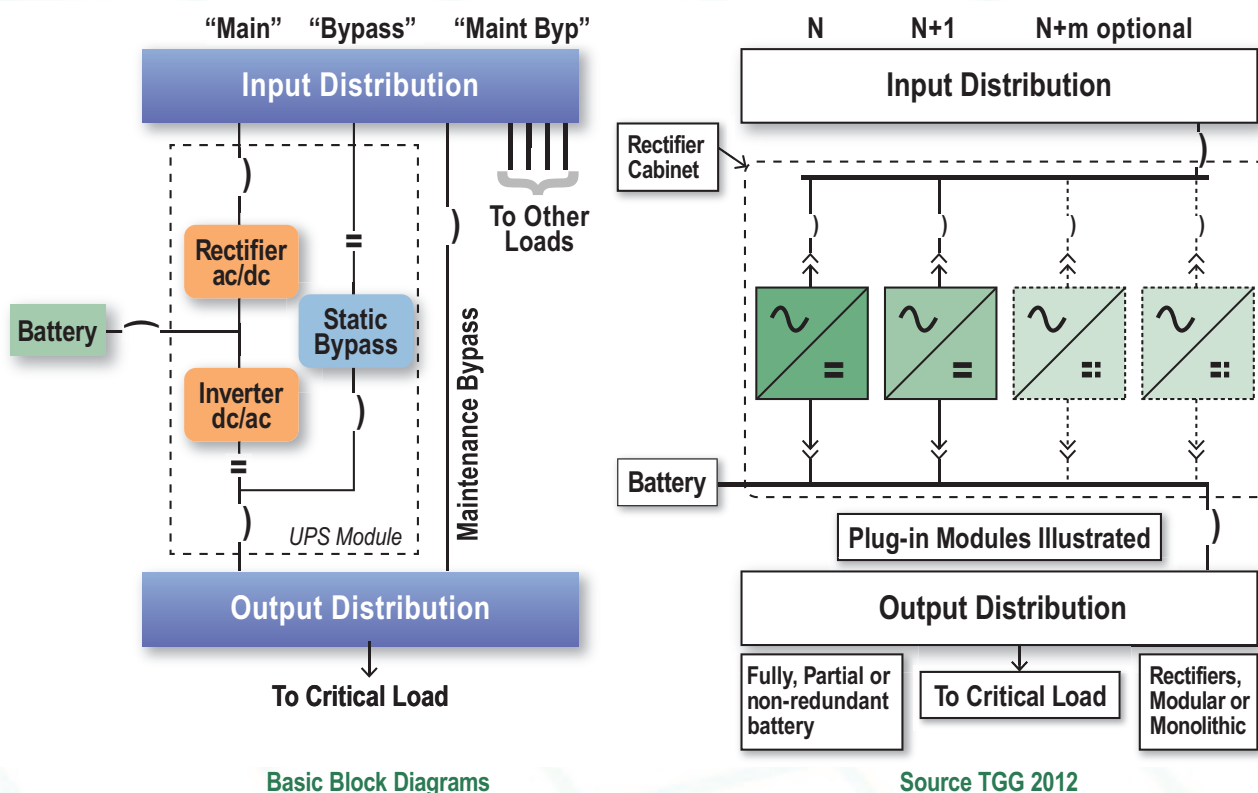 “Main” “Bypass” “Maint Byp”
Input Distribution
To Other
Loads
Rectifier
ac/dc
Battery
Static
Bypass
Inverter
dc/ac
Maintenance Bypass
UPS Module
Output Distribution
To Critical Load
Basic Block Diagrams
N N+1 N+m optional
Input Distribution
Rectifier
Cabinet
Battery
Plug-in Modules Illustrated
Output Distribution
Fully, Partial or
non-redundant
battery
To Critical Load
Rectifiers,
Modular or
Monolithic
Source TGG 2012